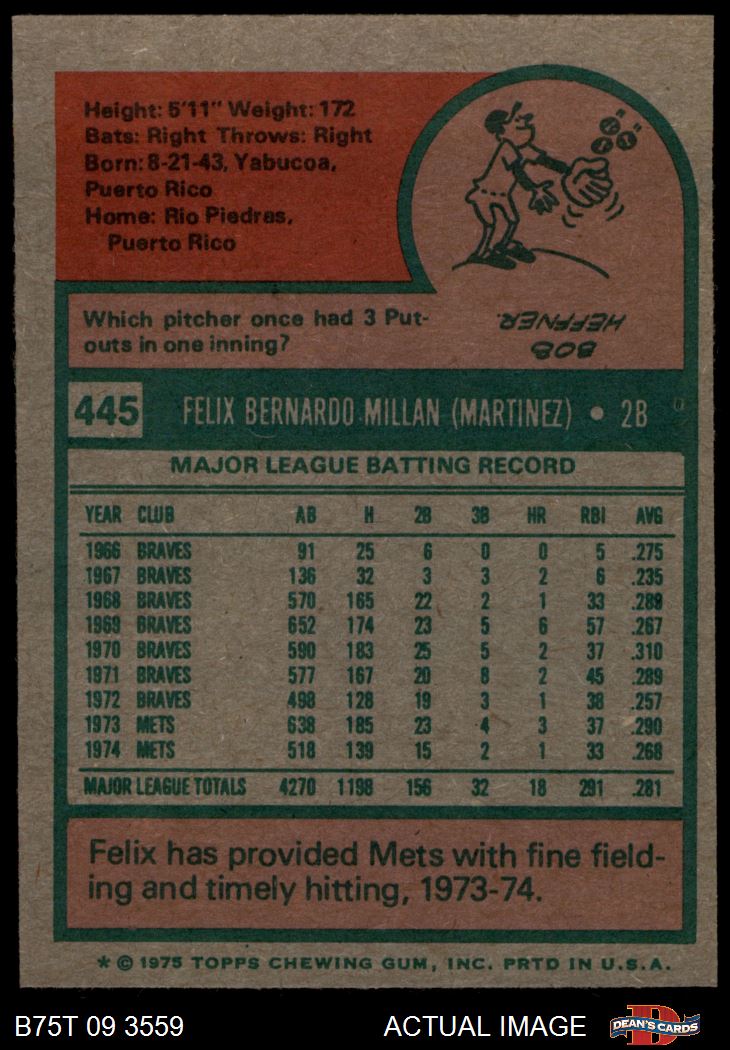 Height: 5'11" Weight: 172
Bats: Right Throws: Right
Born: 8-21-43, Yabucoa,
Puerto Rico
Home: Rio Piedras,
Puerto Rico
Which pitcher once had 3 Put-
outs in one inning?
BOB
HEFFNER.
445 FELIX BERNARDO MILLAN (MARTINEZ) • 2B
MAJOR LEAGUE BATTING RECORD
YEAR CLUB AB H 2B 3B HR RBI AVG
1966 BRAVES 91 25 6 0 0 5 .275
1967 BRAVES 136 32 3 3 2 6 .235
1968 BRAVES 570 165 22 2 1 33 .289
1969 BRAVES 652 174 23 5 6 57 .267
1970 BRAVES 590 183 25 5 2 37 .310
1971 BRAVES 577 167 20 8 2 45 .289
1972 BRAVES 498 128 19 3 1 38 .257
1973 METS 638 185 23 4 3 37 .290
1974 METS 518 139 15 2 1 33 .268
MAJOR LEAGUE TOTALS 4270 1198 156 32 18 291 .281
Felix has provided Mets with fine field-
ing and timely hitting, 1973-74.
* © 1975 TOPPS CHEWING GUM, INC. PRTD IN U.S.A.
B75T 09 3559 ACTUAL IMAGE DEAN'S CARDS